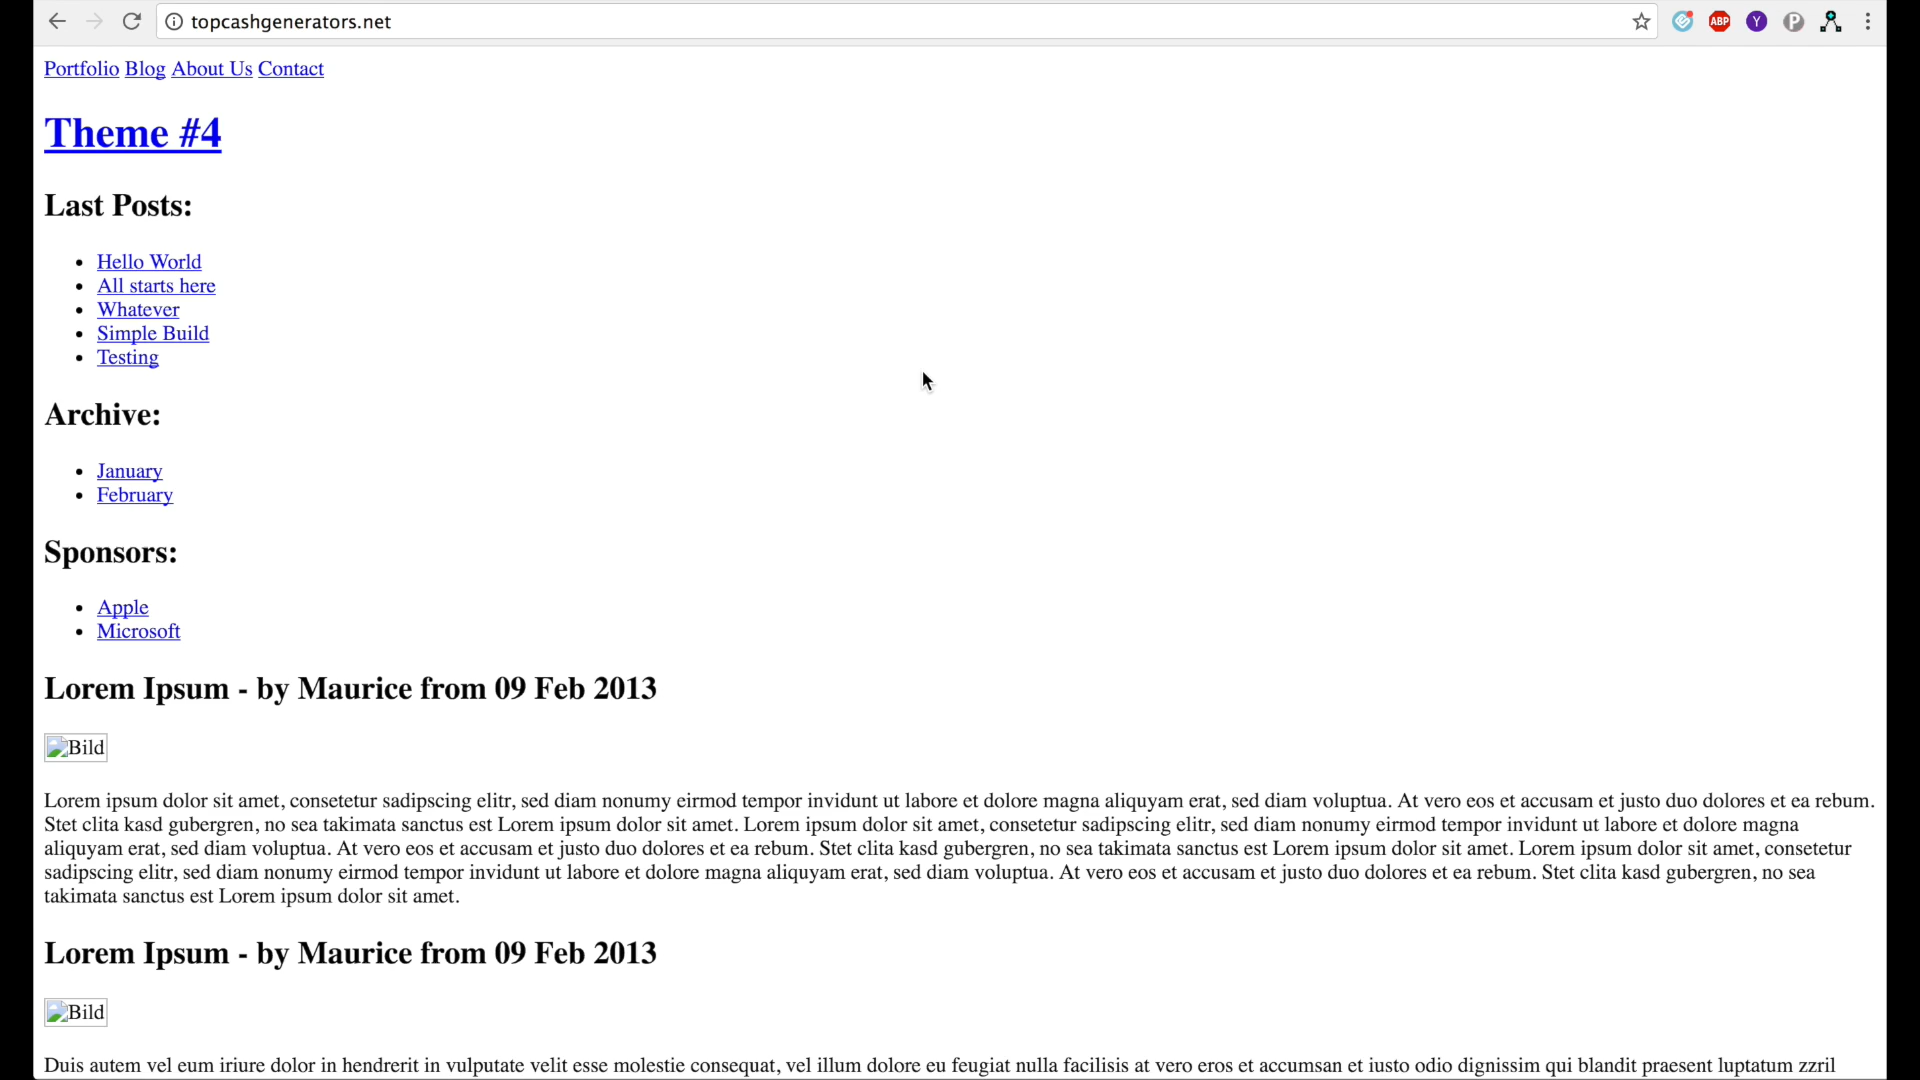 topcashgenerators.net
ABP
Y
P
Portfolio Blog About Us Contact
Theme #4
Last Posts:
Hello World
All starts here
Whatever
Simple Build
Testing
Archive:
January
February
Sponsors:
Apple
Microsoft
Lorem Ipsum - by Maurice from 09 Feb 2013
Bild
Lorem ipsum dolor sit amet, consetetur sadipscing elitr, sed diam nonumy eirmod tempor invidunt ut labore et dolore magna aliquyam erat, sed diam voluptua. At vero eos et accusam et justo duo dolores et ea rebum.
Stet clita kasd gubergren, no sea takimata sanctus est Lorem ipsum dolor sit amet. Lorem ipsum dolor sit amet, consetetur sadipscing elitr, sed diam nonumy eirmod tempor invidunt ut labore et dolore magna
aliquyam erat, sed diam voluptua. At vero eos et accusam et justo duo dolores et ea rebum. Stet clita kasd gubergren, no sea takimata sanctus est Lorem ipsum dolor sit amet. Lorem ipsum dolor sit amet, consetetur
sadipscing elitr, sed diam nonumy eirmod tempor invidunt ut labore et dolore magna aliquyam erat, sed diam voluptua. At vero eos et accusam et justo duo dolores et ea rebum. Stet clita kasd gubergren, no sea
takimata sanctus est Lorem ipsum dolor sit amet.
Lorem Ipsum - by Maurice from 09 Feb 2013
Bild
Duis autem vel eum iriure dolor in hendrerit in vulputate velit esse molestie consequat, vel illum dolore eu feugiat nulla facilisis at vero eros et accumsan et iusto odio dignissim qui blandit praesent luptatum zzril